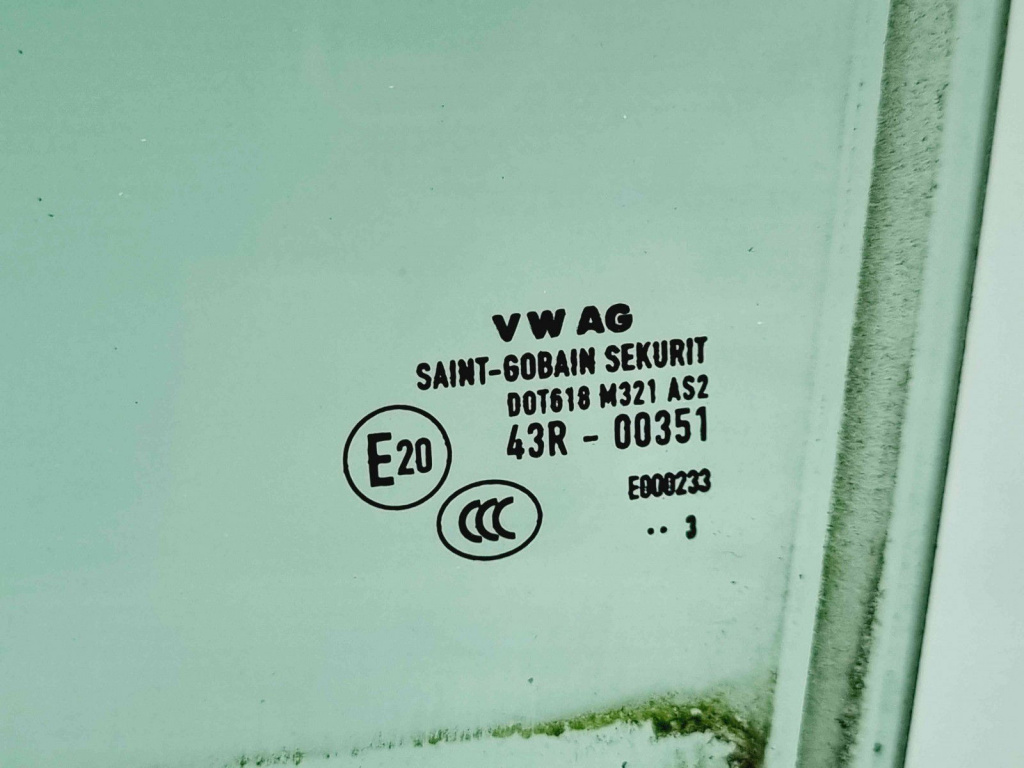 VW AG
SAINT-GOBAIN SEKURIT
DOT618 M321 AS2
43R - 00351
E20
E000233
CCC
·· 3